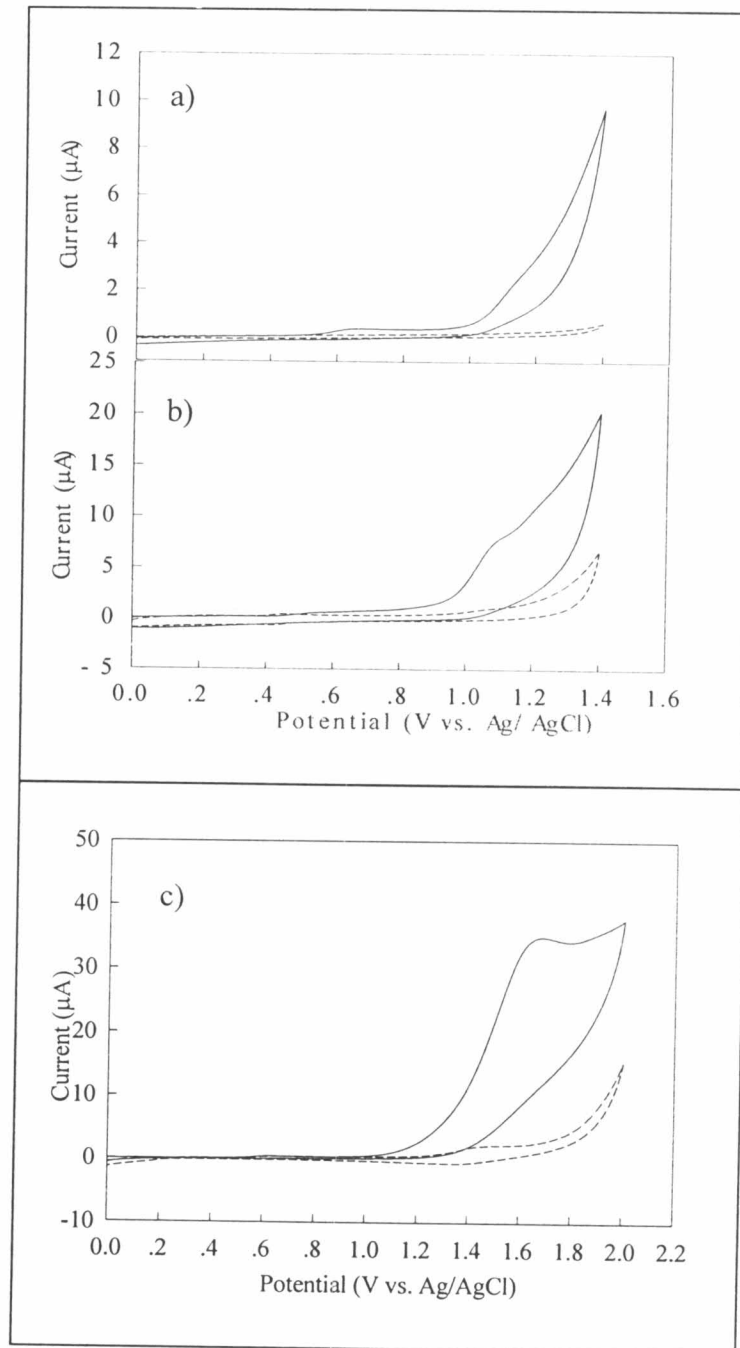 12
a)
10
8
6
4
2
0
Current (µA)
25
b)
20
15
10
5
0
- 5
Current (µA)
0.0 .2 .4 .6 .8 1.0 1.2 1.4 1.6
Potential (V vs. Ag/ AgCl)
50
c)
40
30
20
10
0
-10
Current (µA)
0.0 .2 .4 .6 .8 1.0 1.2 1.4 1.6 1.8 2.0 2.2
Potential (V vs. Ag/AgCl)